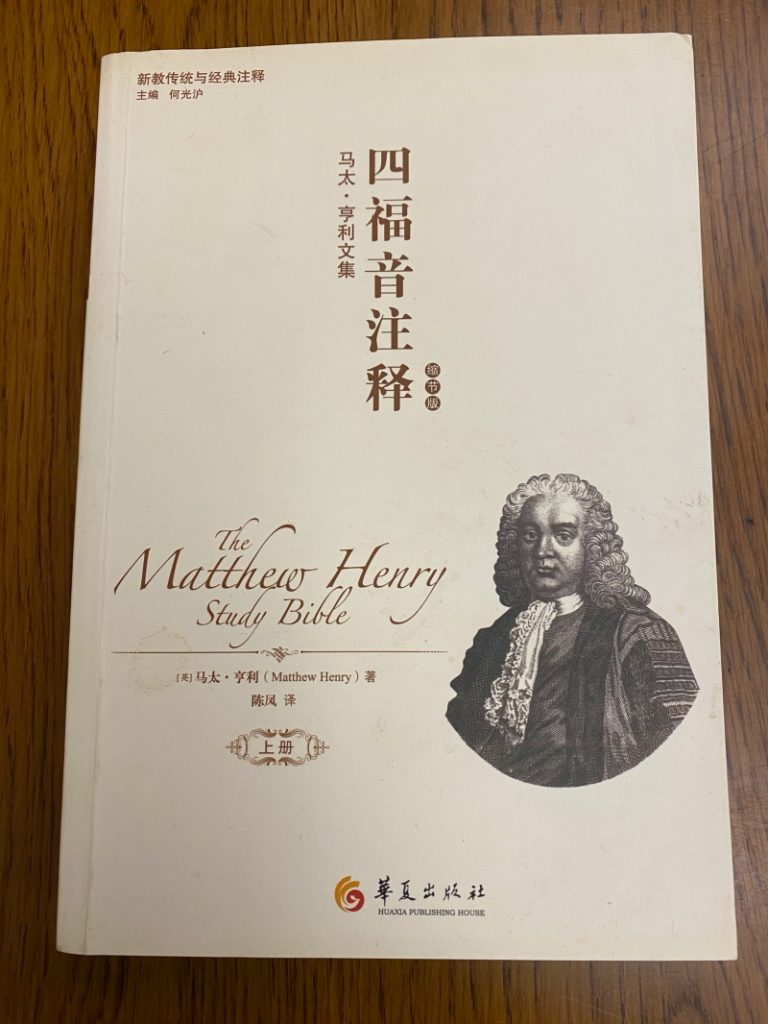 新教传统与经典注释
主编 何光沪
四福音注释
缩节版
马太·亨利文集
The
Matthew Henry
Study Bible
[英]马太·亨利（Matthew Henry）著
陈凤 译
上册
華夏出版社
HUAXIA PUBLISHING HOUSE